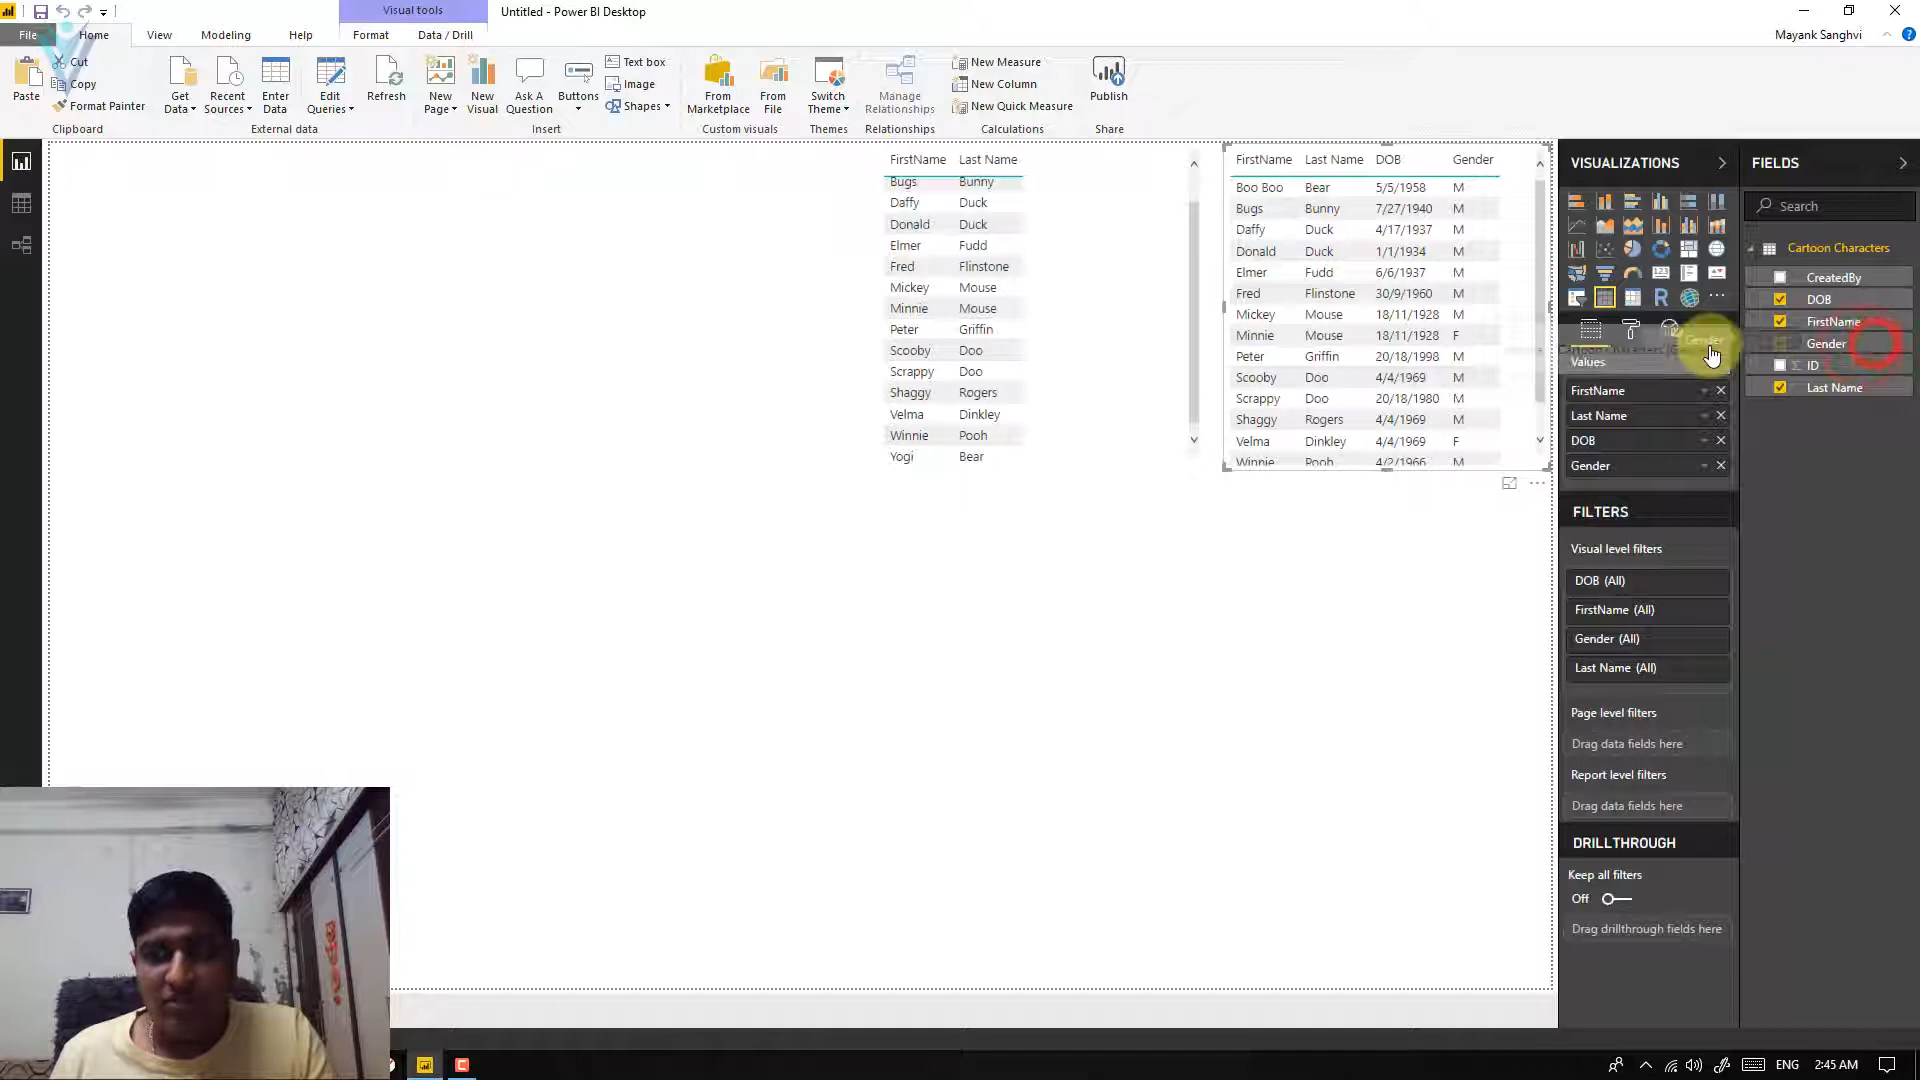 Visual tools
Untitled - Power BI Desktop
File
Home
View
Modeling
Help
Format
Data / Drill
Mayank Sanghvi
Paste
Cut
Copy
Format Painter
Clipboard
Get Data
Recent Sources
Enter Data
Edit Queries
Refresh
External data
New Page
New Visual
Ask A Question
Buttons
Text box
Image
Shapes
Insert
From Marketplace
From File
Custom visuals
Switch Theme
Themes
Manage Relationships
Relationships
New Measure
New Column
New Quick Measure
Calculations
Publish
Share
FirstName Last Name
Bugs Bunny
Daffy Duck
Donald Duck
Elmer Fudd
Fred Flinstone
Mickey Mouse
Minnie Mouse
Peter Griffin
Scooby Doo
Scrappy Doo
Shaggy Rogers
Velma Dinkley
Winnie Pooh
Yogi Bear
FirstName Last Name DOB Gender
Boo Boo Bear 5/5/1958 M
Bugs Bunny 7/27/1940 M
Daffy Duck 4/17/1937 M
Donald Duck 1/1/1934 M
Elmer Fudd 6/6/1937 M
Fred Flinstone 30/9/1960 M
Mickey Mouse 18/11/1928 M
Minnie Mouse 18/11/1928 F
Peter Griffin 20/18/1998 M
Scooby Doo 4/4/1969 M
Scrappy Doo 20/18/1980 M
Shaggy Rogers 4/4/1969 M
Velma Dinkley 4/4/1969 F
Winnie Pooh 4/2/1966 M
VISUALIZATIONS
R
Gender
Values
FirstName
Last Name
DOB
Gender
FILTERS
Visual level filters
DOB (All)
FirstName (All)
Gender (All)
Last Name (All)
Page level filters
Drag data fields here
Report level filters
Drag data fields here
DRILLTHROUGH
Keep all filters
Off
Drag drillthrough fields here
FIELDS
Search
Cartoon Characters
CreatedBy
DOB
FirstName
Gender
Σ ID
Last Name
ENG
2:45 AM